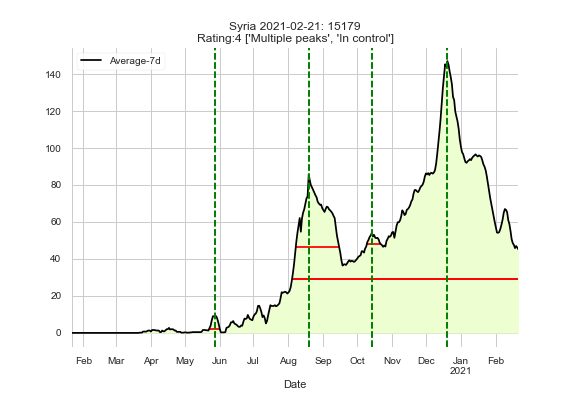 Syria 2021-02-21: 15179
Rating:4 ['Multiple peaks', 'In control']
Average-7d
140
120
100
80
60
40
20
0
Feb Mar Apr May Jun Jul Aug Sep Oct Nov Dec Jan Feb
2021
Date